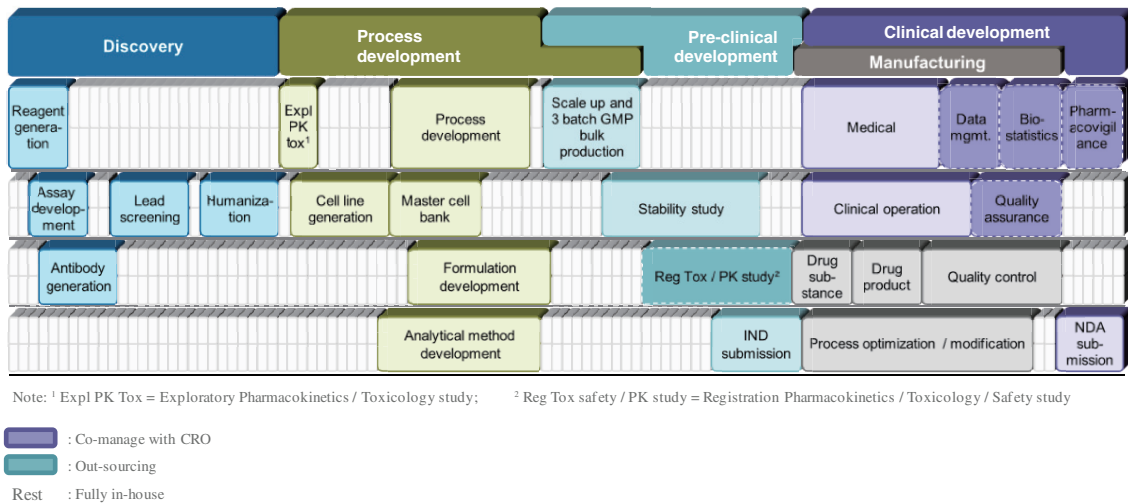 Discovery
Process
development
Pre-clinical
development
Clinical development
Manufacturing
Reagent
genera-
tion
Expl
PK
tox¹
Process
development
Scale up and
3 batch GMP
bulk
production
Medical
Data
mgmt.
Bio-
statistics
Pharm-
acovigil
ance
Assay
develop-
ment
Lead
screening
Humaniza-
tion
Cell line
generation
Master cell
bank
Stability study
Clinical operation
Quality
assurance
Antibody
generation
Formulation
development
Reg Tox / PK study²
Drug
sub-
stance
Drug
product
Quality control
Analytical method
development
IND
submission
Process optimization / modification
NDA
sub-
mission
Note: ¹ Expl PK Tox = Exploratory Pharmacokinetics / Toxicology study; ² Reg Tox safety / PK study = Registration Pharmacokinetics / Toxicology / Safety study
: Co-manage with CRO
: Out-sourcing
Rest : Fully in-house